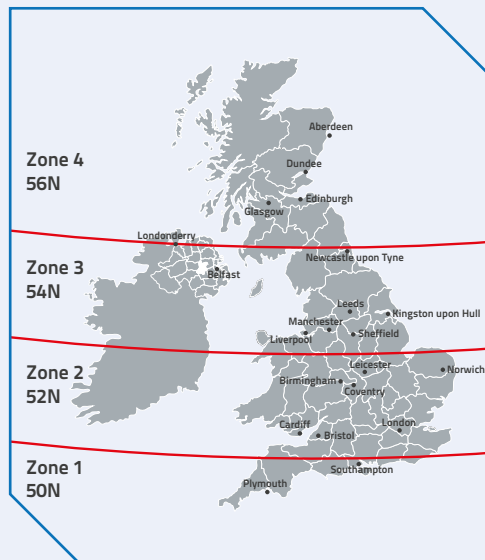 Aberdeen
Zone 4
56N
Dundee
Edinburgh
Glasgow
Londonderry
Newcastle upon Tyne
Zone 3
54N
Belfast
Leeds
Kingston upon Hull
Manchester
Sheffield
Liverpool
Zone 2
52N
Leicester
Norwich
Birmingham
Coventry
Cardiff
London
Bristol
Zone 1
50N
Southampton
Plymouth